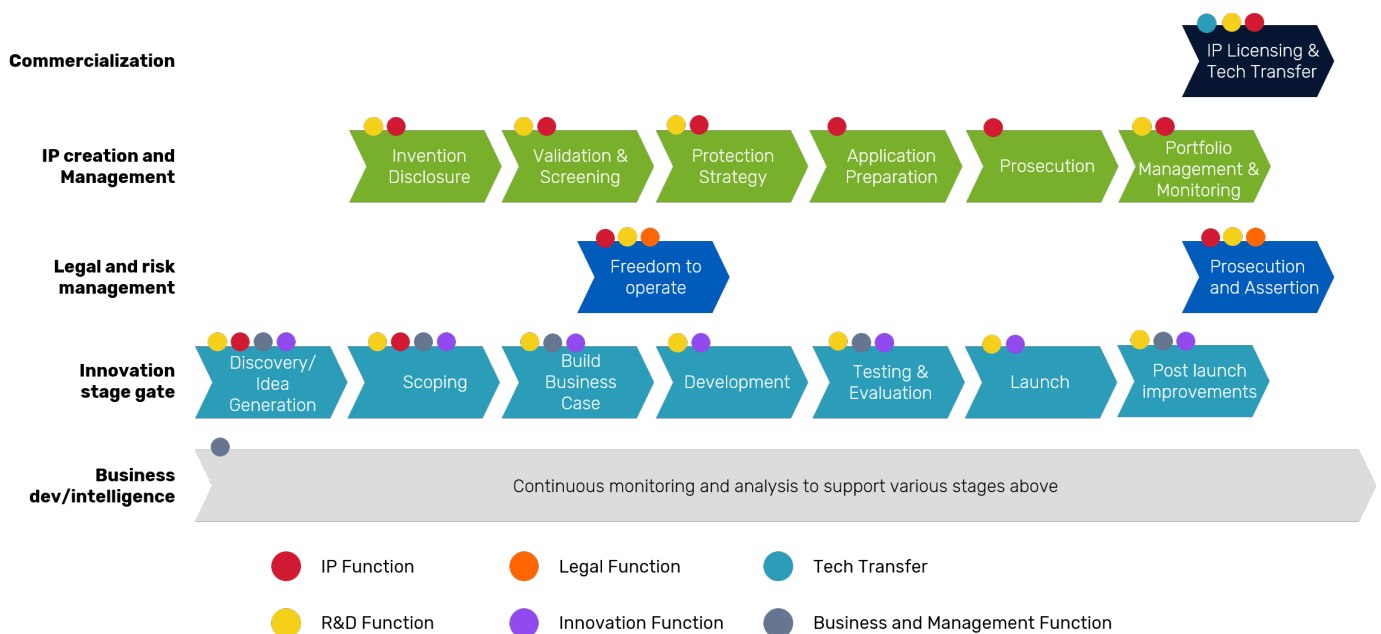 Commercialization
IP Licensing &
Tech Transfer
IP creation and
Management
Invention
Disclosure
Validation &
Screening
Protection
Strategy
Application
Preparation
Prosecution
Portfolio
Management &
Monitoring
Legal and risk
management
Freedom to
operate
Prosecution
and Assertion
Innovation
stage gate
Discovery/
Idea
Generation
Scoping
Build
Business
Case
Development
Testing &
Evaluation
Launch
Post launch
improvements
Business
dev/intelligence
Continuous monitoring and analysis to support various stages above
IP Function
Legal Function
Tech Transfer
R&D Function
Innovation Function
Business and Management Function